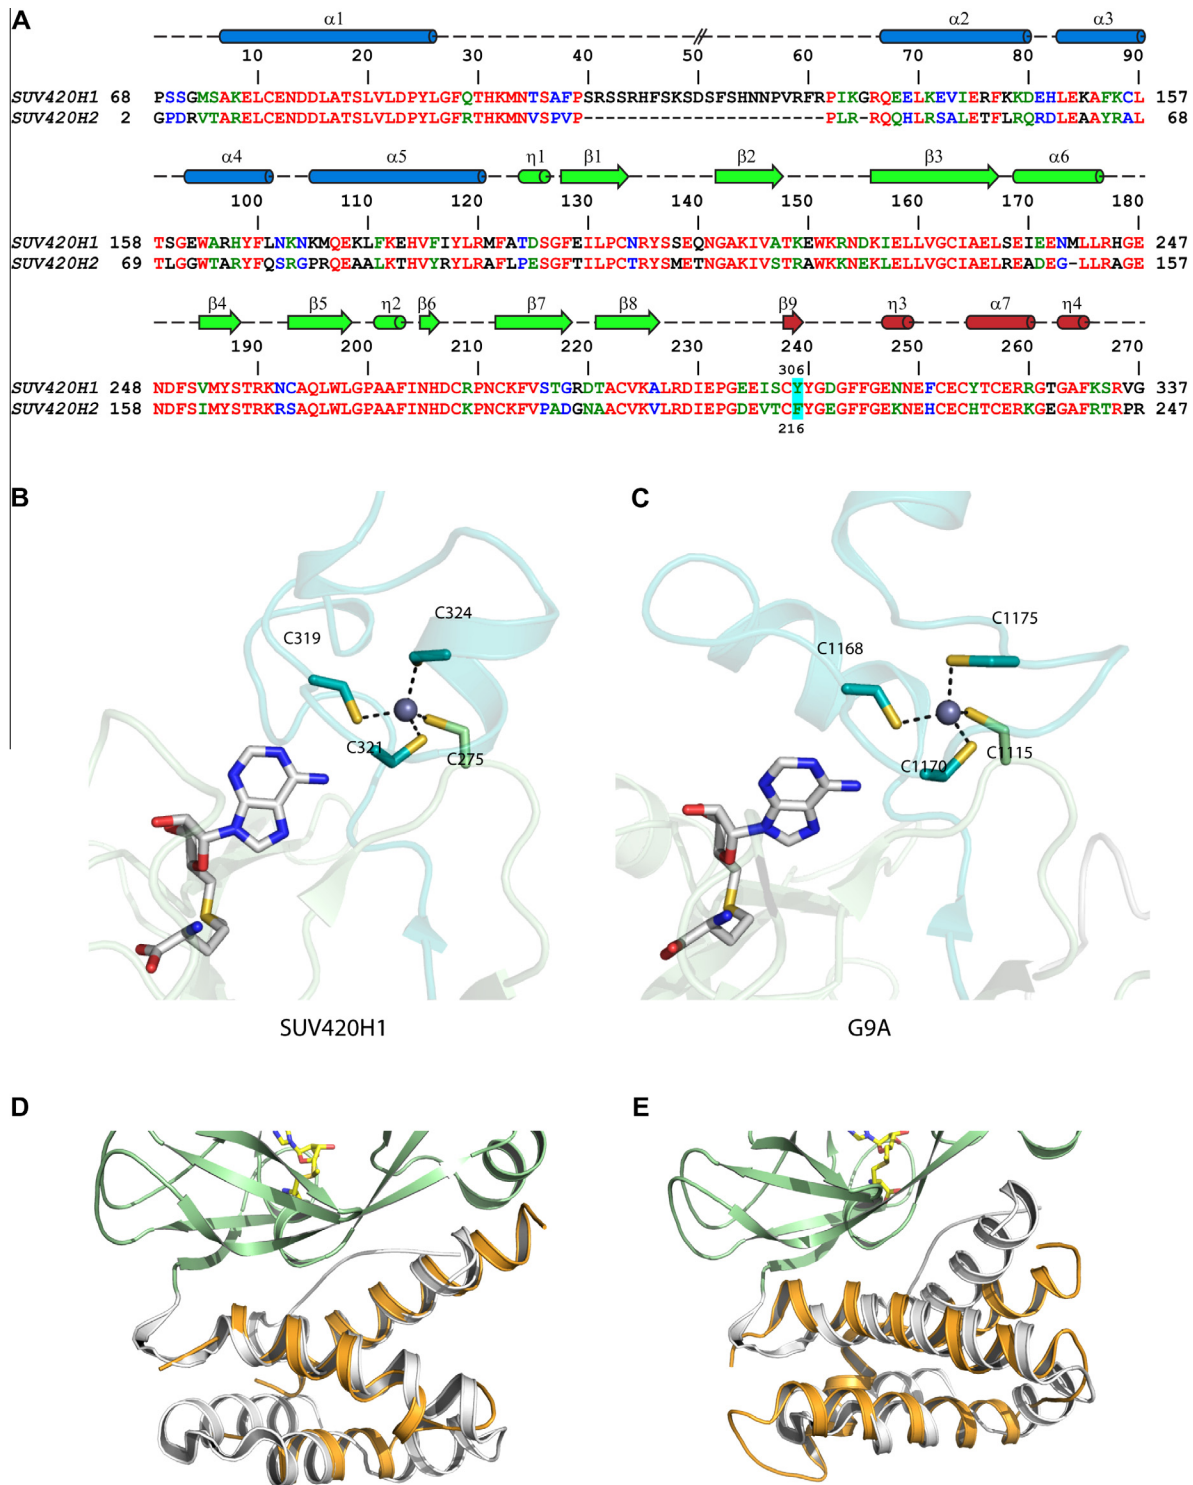 A
α1 α2 α3
10 20 30 40 50 60 70 80 90
SUV420H1 68 PSSGMSAKELCENDDLATSLVLDPYLGFQTHKMNTSAFPSRSSRHFSKSDSFSHNNPVRFRPIKGRQEELKEVIERFKKDEHLEKAFKCL 157
SUV420H2 2 GPDRVTARELCENDDLATSLVLDPYLGFRTHKMNVSPVP----------------------PLR-RQQHLRSALETFLRQRDLEAAYRAL 68
α4 α5 η1 β1 β2 β3 α6
100 110 120 130 140 150 160 170 180
SUV420H1 158 TSGEWARHYFLNKNKMQEKLFKEHVFIYLRMFATDSGFEILPCNRYSSEQNGAKIVATKEWKRNDKIELLVGCIAELSEIEENMLLRHGE 247
SUV420H2 69 TLGGWTARYFQSRGPRQEAALKTHVYRYLRAFLPESGFTILPCTRYSMETNGAKIVSTRAWKKNEKLELLVGCIAELREADEG-LLRAGE 157
β4 β5 η2 β6 β7 β8 β9 η3 α7 η4
190 200 210 220 230 240 250 260 270
306
SUV420H1 248 NDFSVMYSTRKNCAQLWLGPAAFINHDCRPNCKFVSTGRDTACVKALRDIEPGEEISCYYGDGFFGENNEFCECYTCERRGTGAFKSRVG 337
SUV420H2 158 NDFSIMYSTRKRSAQLWLGPAAFINHDCKPNCKFVPADGNAACVKVLRDIEPGDEVTCFYGEGFFGEKNEHCECHTCERKGEGAFRTRPR 247
216
B C
C324
C319
C321
C275
C1175
C1168
C1170
C1115
SUV420H1 G9A
D E